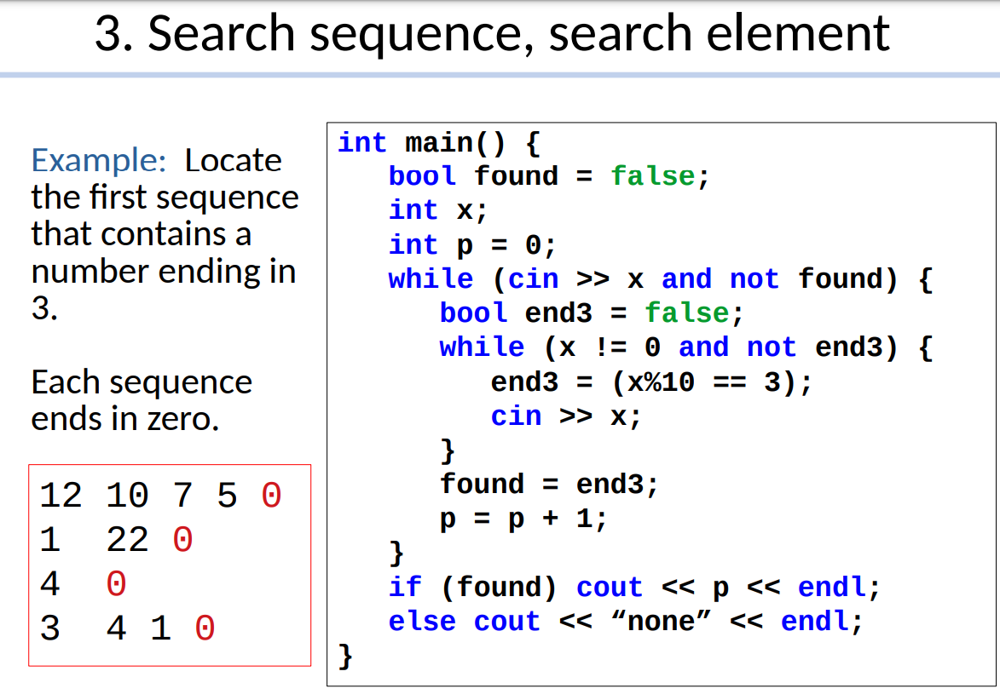 3. Search sequence, search element
Example: Locate
the first sequence
that contains a
number ending in
3.
Each sequence
ends in zero.
12 10 7 5 0
1 22 0
4 0
3 4 1 0
int main() {
bool found = false;
int x;
int p = 0;
while (cin >> x and not found) {
bool end3 = false;
while (x != 0 and not end3) {
end3 = (x%10 == 3);
cin >> x;
}
found = end3;
p = p + 1;
}
if (found) cout << p << endl;
else cout << “none” << endl;
}